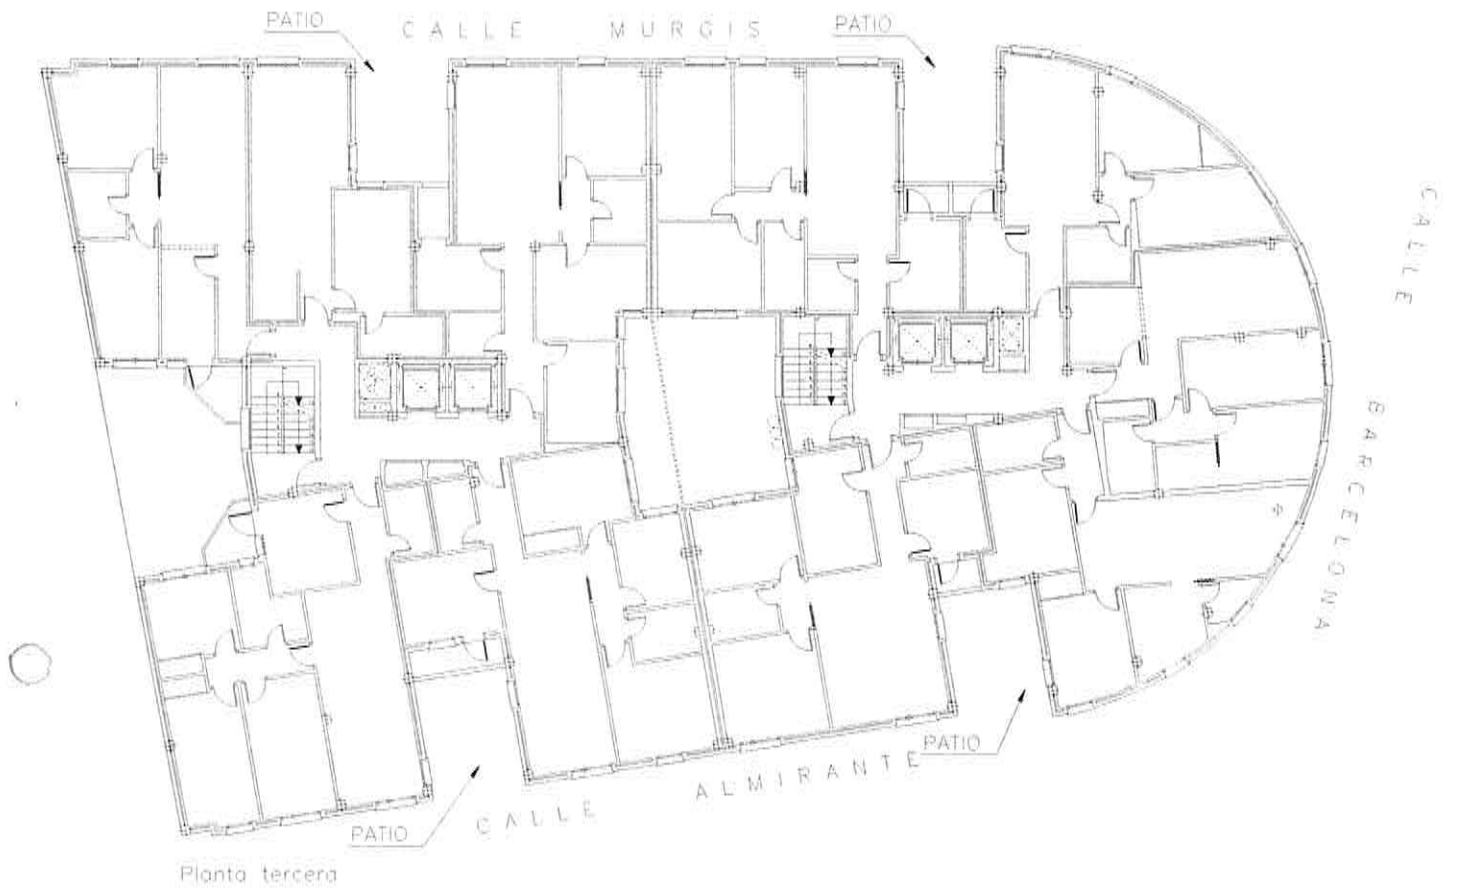 PATIO
CALLE MURGIS
PATIO
CALLE
BARCELONA
PATIO
CALLE ALMIRANTE
PATIO
Planta tercera